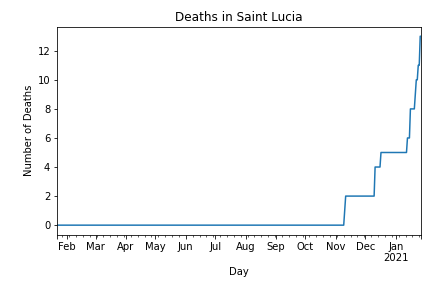 Deaths in Saint Lucia
Number of Deaths
12
10
8
6
4
2
0
Feb Mar Apr May Jun Jul Aug Sep Oct Nov Dec Jan
2021
Day